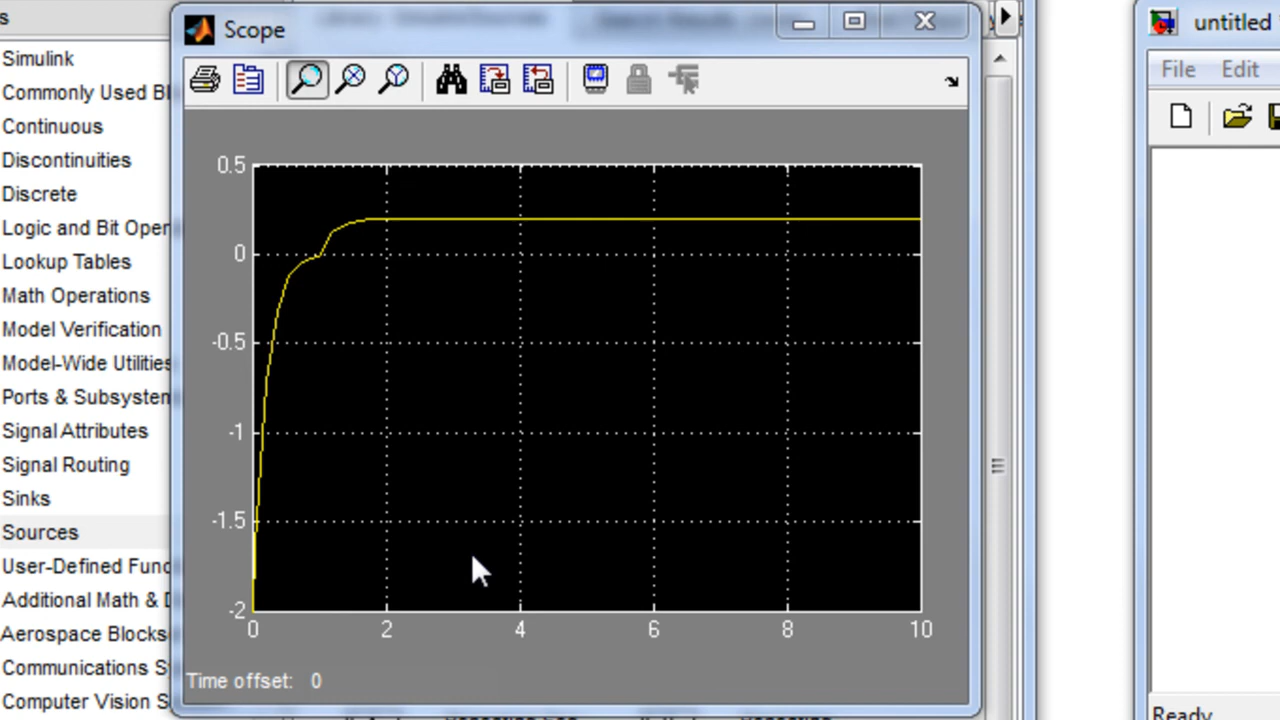 s
Simulink
Commonly Used Bl
Continuous
Discontinuities
Discrete
Logic and Bit Oper
Lookup Tables
Math Operations
Model Verification
Model-Wide Utilities
Ports & Subsystem
Signal Attributes
Signal Routing
Sinks
Sources
User-Defined Func
Additional Math & D
Aerospace Blocks
Communications S
Computer Vision S
Scope
0.5
0
-0.5
-1
-1.5
-2
0 2 4 6 8 10
Time offset: 0
untitled
File Edit
Ready